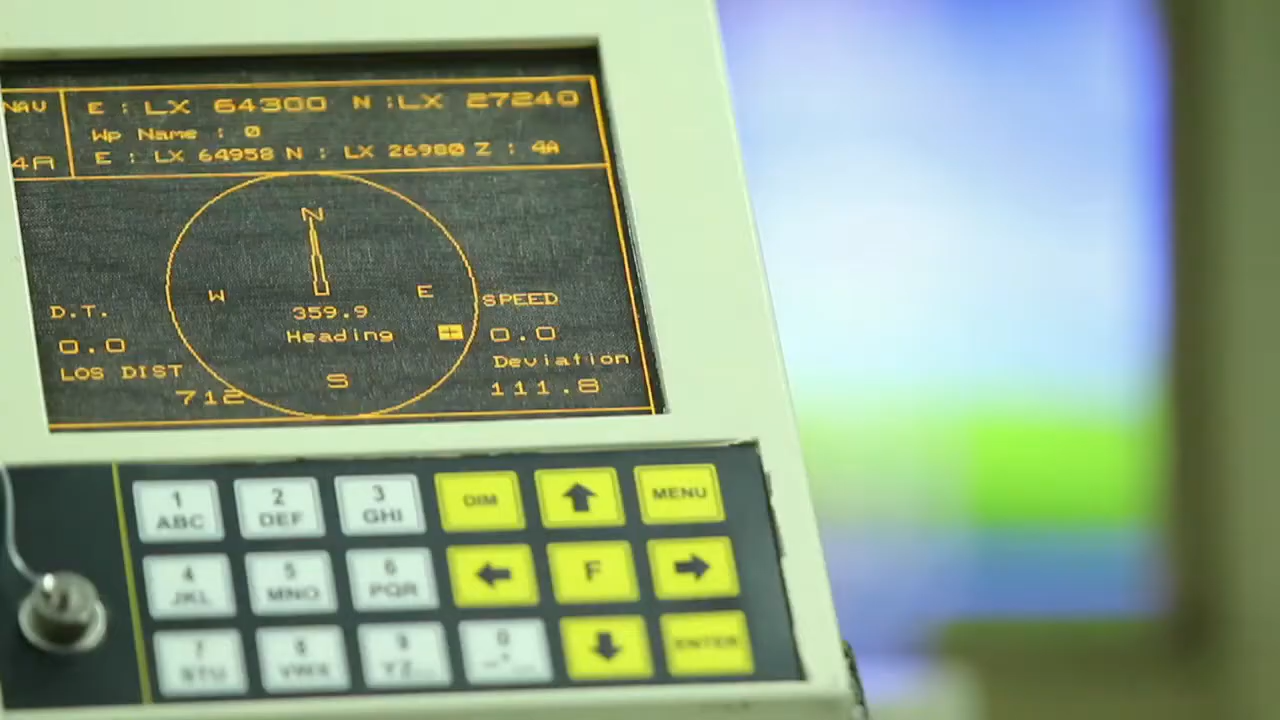 NAV
E : LX 64300 N : LX 27240
Wp Name : 0
4A
E : LX 64958 N : LX 26980 Z : 4A
N
W
E
359.9
Heading
S
D.T.
0.0
LOS DIST
712
SPEED
0.0
Deviation
111.8
1
ABC
2
DEF
3
GHI
DIM
MENU
4
JKL
5
MNO
6
PQR
F
7
STU
8
VWX
9
YZ
0
ENTER